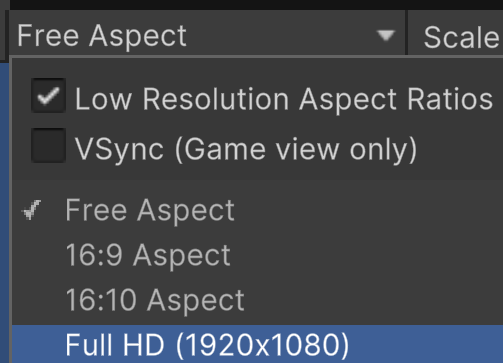 Free Aspect Scale
Low Resolution Aspect Ratios
VSync (Game view only)
Free Aspect
16:9 Aspect
16:10 Aspect
Full HD (1920x1080)